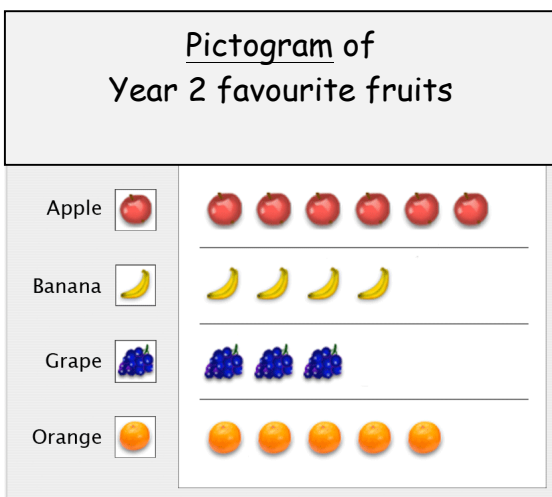 Pictogram of
Year 2 favourite fruits
Apple
Banana
Grape
Orange